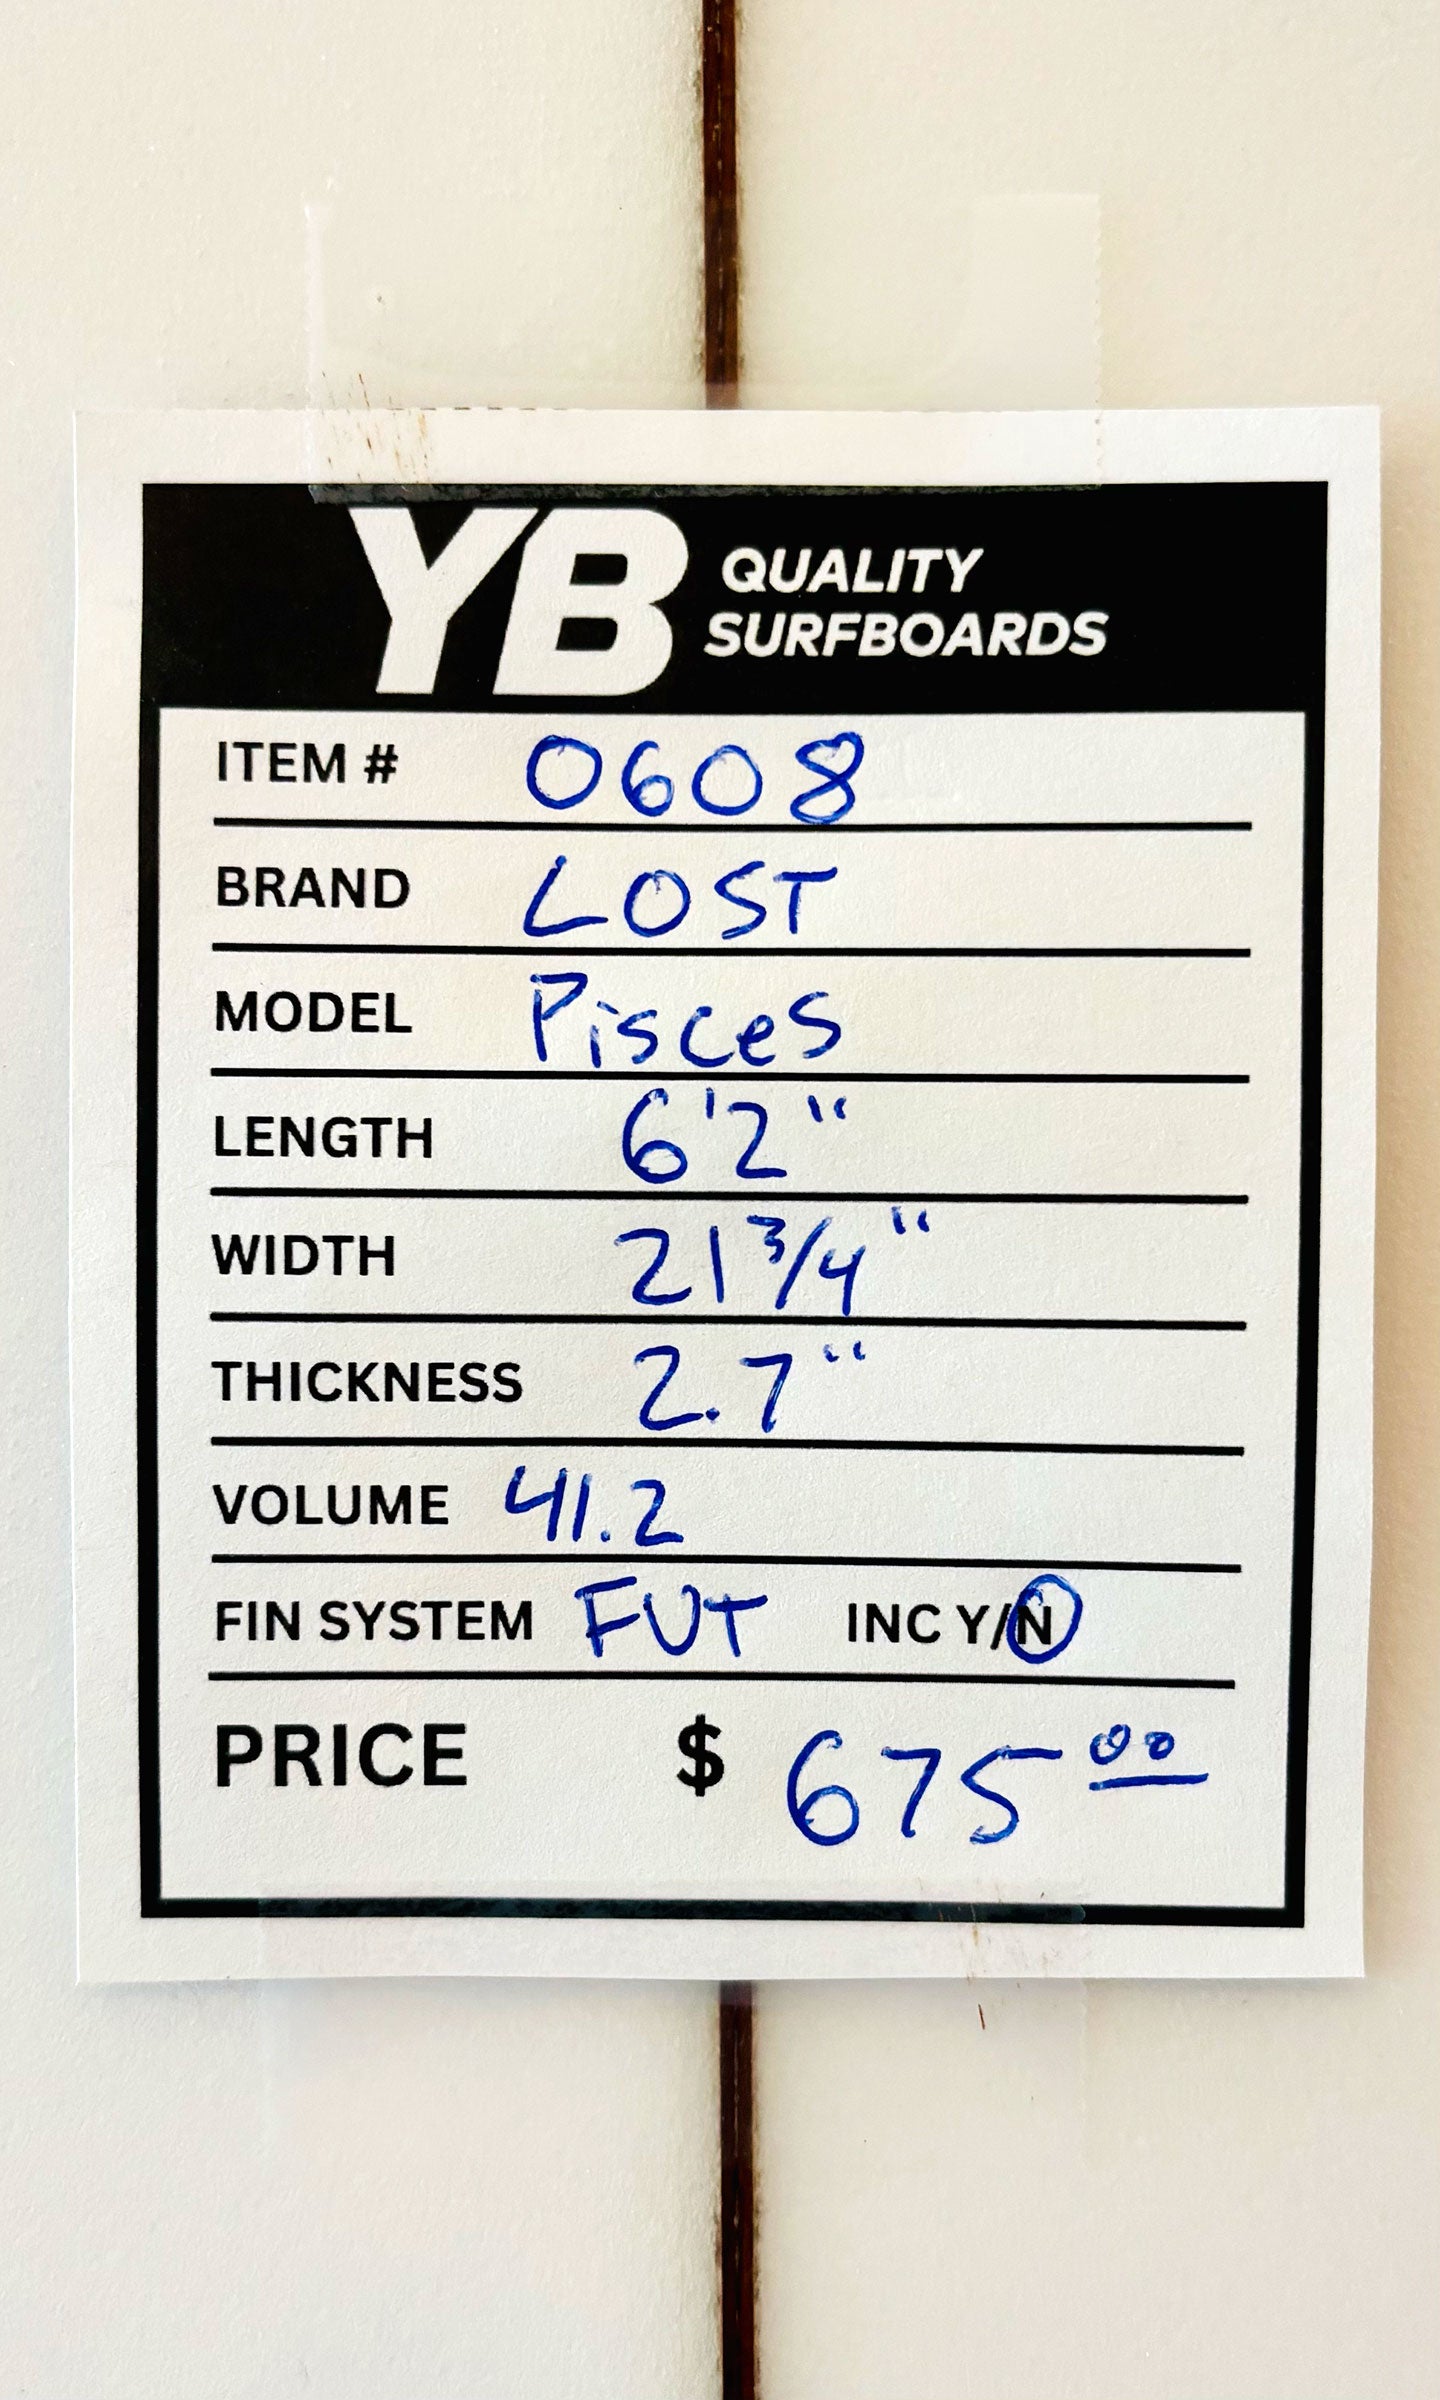 YB QUALITY
SURFBOARDS
ITEM # 0608
BRAND LOST
MODEL Pisces
LENGTH 6'2"
WIDTH 21 3/4"
THICKNESS 2.7"
VOLUME 41.2
FIN SYSTEM FUT INC Y/N
PRICE $ 675 00